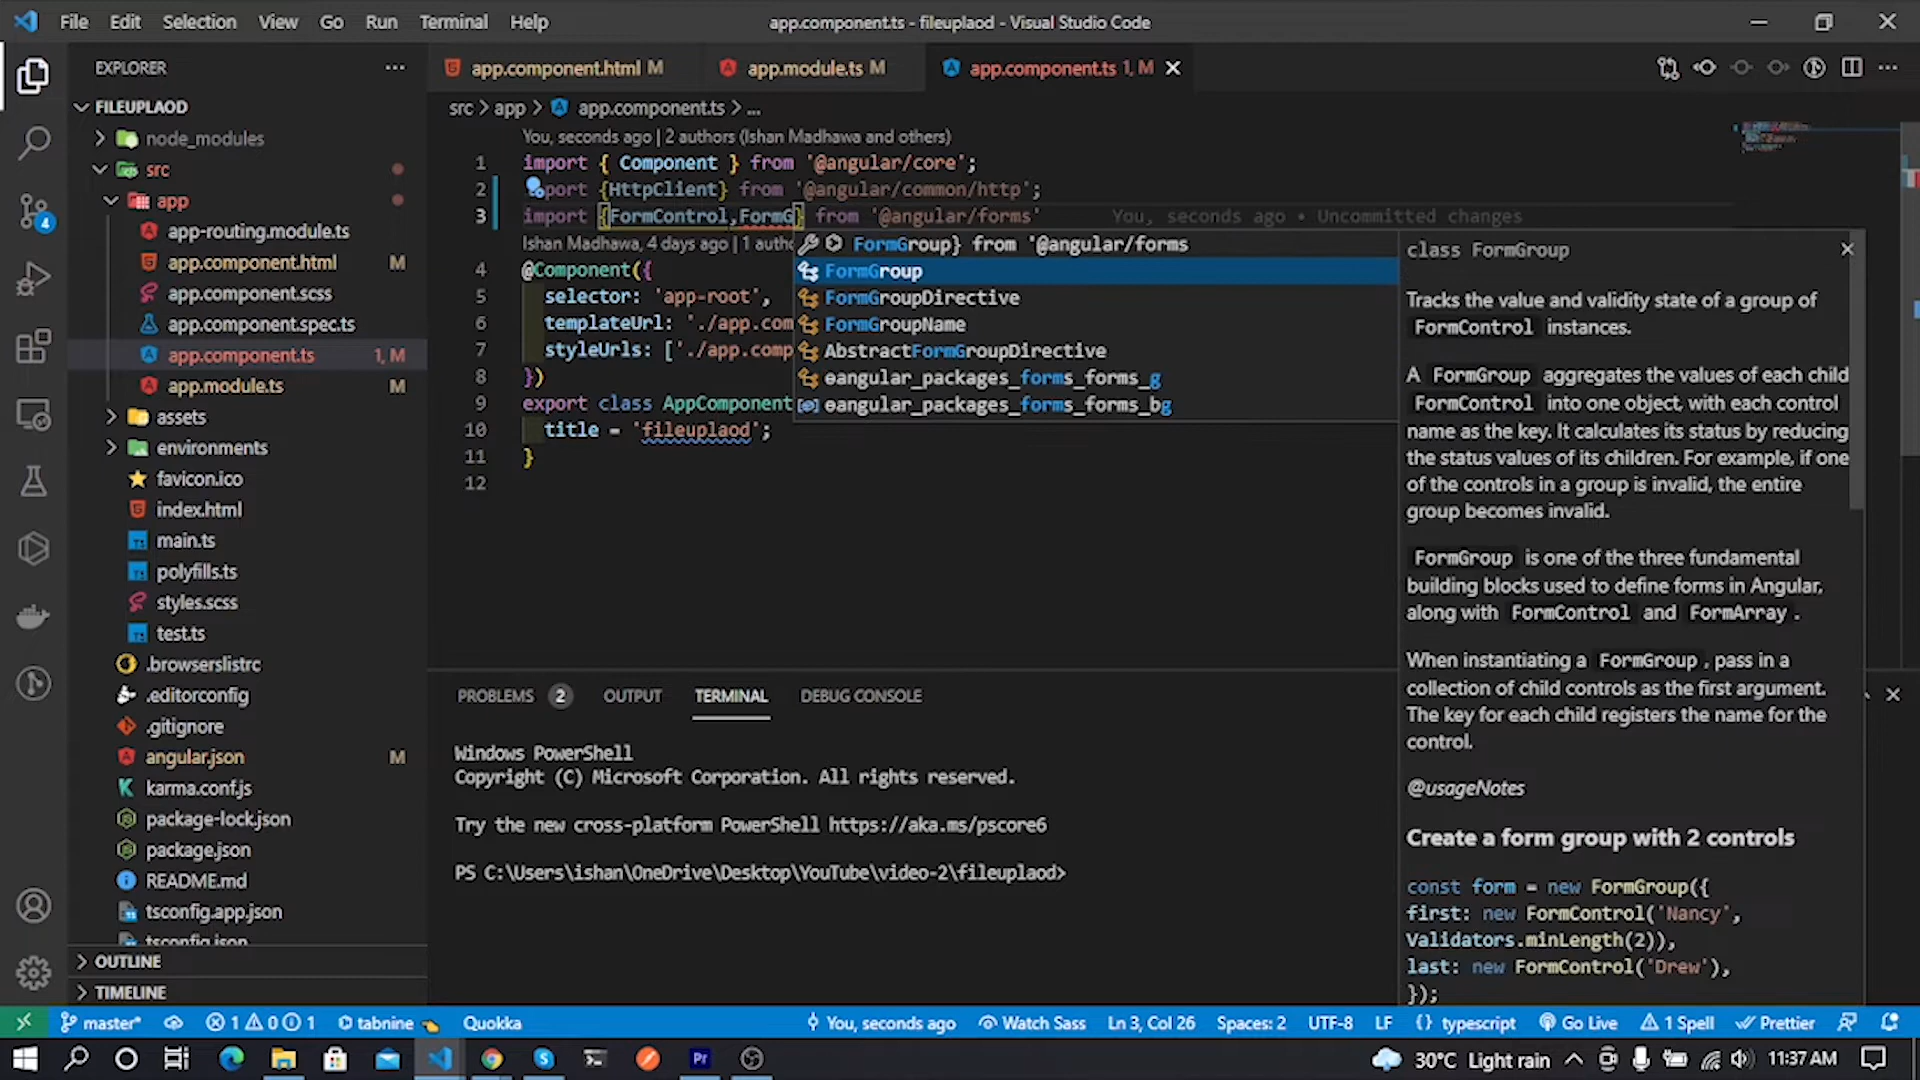 File Edit Selection View Go Run Terminal Help
app.component.ts - fileuplaod - Visual Studio Code
EXPLORER
FILEUPLAOD
node_modules
src
app
app-routing.module.ts
app.component.html M
app.component.scss
app.component.spec.ts
app.component.ts 1, M
app.module.ts M
assets
environments
favicon.ico
index.html
main.ts
polyfills.ts
styles.scss
test.ts
.browserslistrc
.editorconfig
.gitignore
angular.json M
karma.conf.js
package-lock.json
package.json
README.md
tsconfig.app.json
tsconfig.json
OUTLINE
TIMELINE
4
app.component.html M
app.module.ts M
app.component.ts 1, M
src > app > app.component.ts > ...
You, seconds ago | 2 authors (Ishan Madhawa and others)
1 import { Component } from '@angular/core';
2 port {HttpClient} from '@angular/common/http';
3 import {FormControl,FormG} from '@angular/forms' You, seconds ago • Uncommitted changes
Ishan Madhawa, 4 days ago | 1 autho
4 @Component({
5 selector: 'app-root',
6 templateUrl: './app.com
7 styleUrls: ['./app.comp
8 })
9 export class AppComponent
10 title = 'fileuplaod';
11 }
12
FormGroup} from '@angular/forms
FormGroup
FormGroupDirective
FormGroupName
AbstractFormGroupDirective
ɵangular_packages_forms_forms_g
ɵangular_packages_forms_forms_bg
class FormGroup
Tracks the value and validity state of a group of
FormControl instances.
A FormGroup aggregates the values of each child
FormControl into one object, with each control
name as the key. It calculates its status by reducing
the status values of its children. For example, if one
of the controls in a group is invalid, the entire
group becomes invalid.
FormGroup is one of the three fundamental
building blocks used to define forms in Angular,
along with FormControl and FormArray .
When instantiating a FormGroup , pass in a
collection of child controls as the first argument.
The key for each child registers the name for the
control.
@usageNotes
Create a form group with 2 controls
const form = new FormGroup({
first: new FormControl('Nancy',
Validators.minLength(2)),
last: new FormControl('Drew'),
});
PROBLEMS 2 OUTPUT TERMINAL DEBUG CONSOLE
Windows PowerShell
Copyright (C) Microsoft Corporation. All rights reserved.
Try the new cross-platform PowerShell https://aka.ms/pscore6
PS C:\Users\ishan\OneDrive\Desktop\YouTube\video-2\fileuplaod>
master* 1 0 1 tabnine Quokka You, seconds ago Watch Sass Ln 3, Col 26 Spaces: 2 UTF-8 LF {} typescript Go Live 1 Spell Prettier
Pr
30°C Light rain 11:37 AM